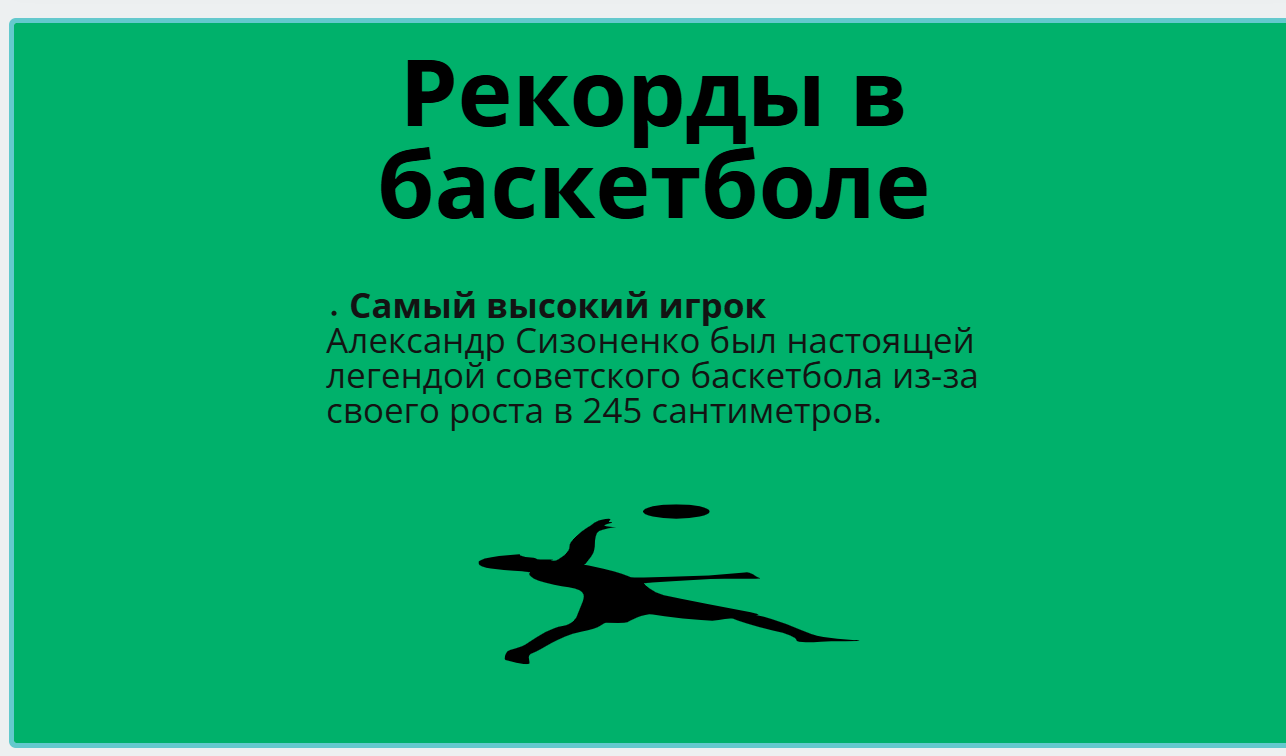 Рекорды в
баскетболе
· Самый высокий игрок
Александр Сизоненко был настоящей
легендой советского баскетбола из-за
своего роста в 245 сантиметров.